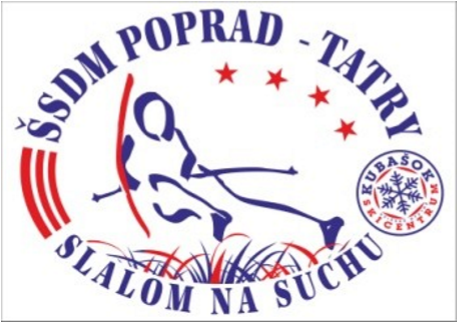 ŠSDM POPRAD - TATRY
KUBAŠOK
SKICENTRUM
SLALOM NA SUCHU